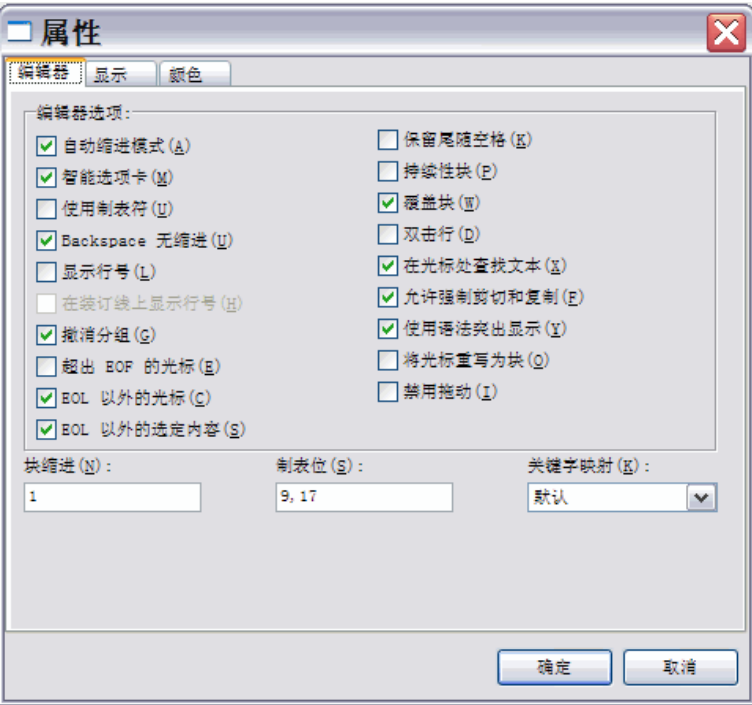 属性
编辑器 显示 颜色
编辑器选项:
自动缩进模式(A)
智能选项卡(M)
使用制表符(U)
Backspace 无缩进(U)
显示行号(L)
在装订线上显示行号(H)
撤消分组(G)
超出 EOF 的光标(E)
EOL 以外的光标(C)
EOL 以外的选定内容(S)
保留尾随空格(K)
持续性块(P)
覆盖块(W)
双击行(D)
在光标处查找文本(X)
允许强制剪切和复制(F)
使用语法突出显示(Y)
将光标重写为块(O)
禁用拖动(I)
块缩进(N): 制表位(S): 关键字映射(K):
1 9,17 默认
确定 取消